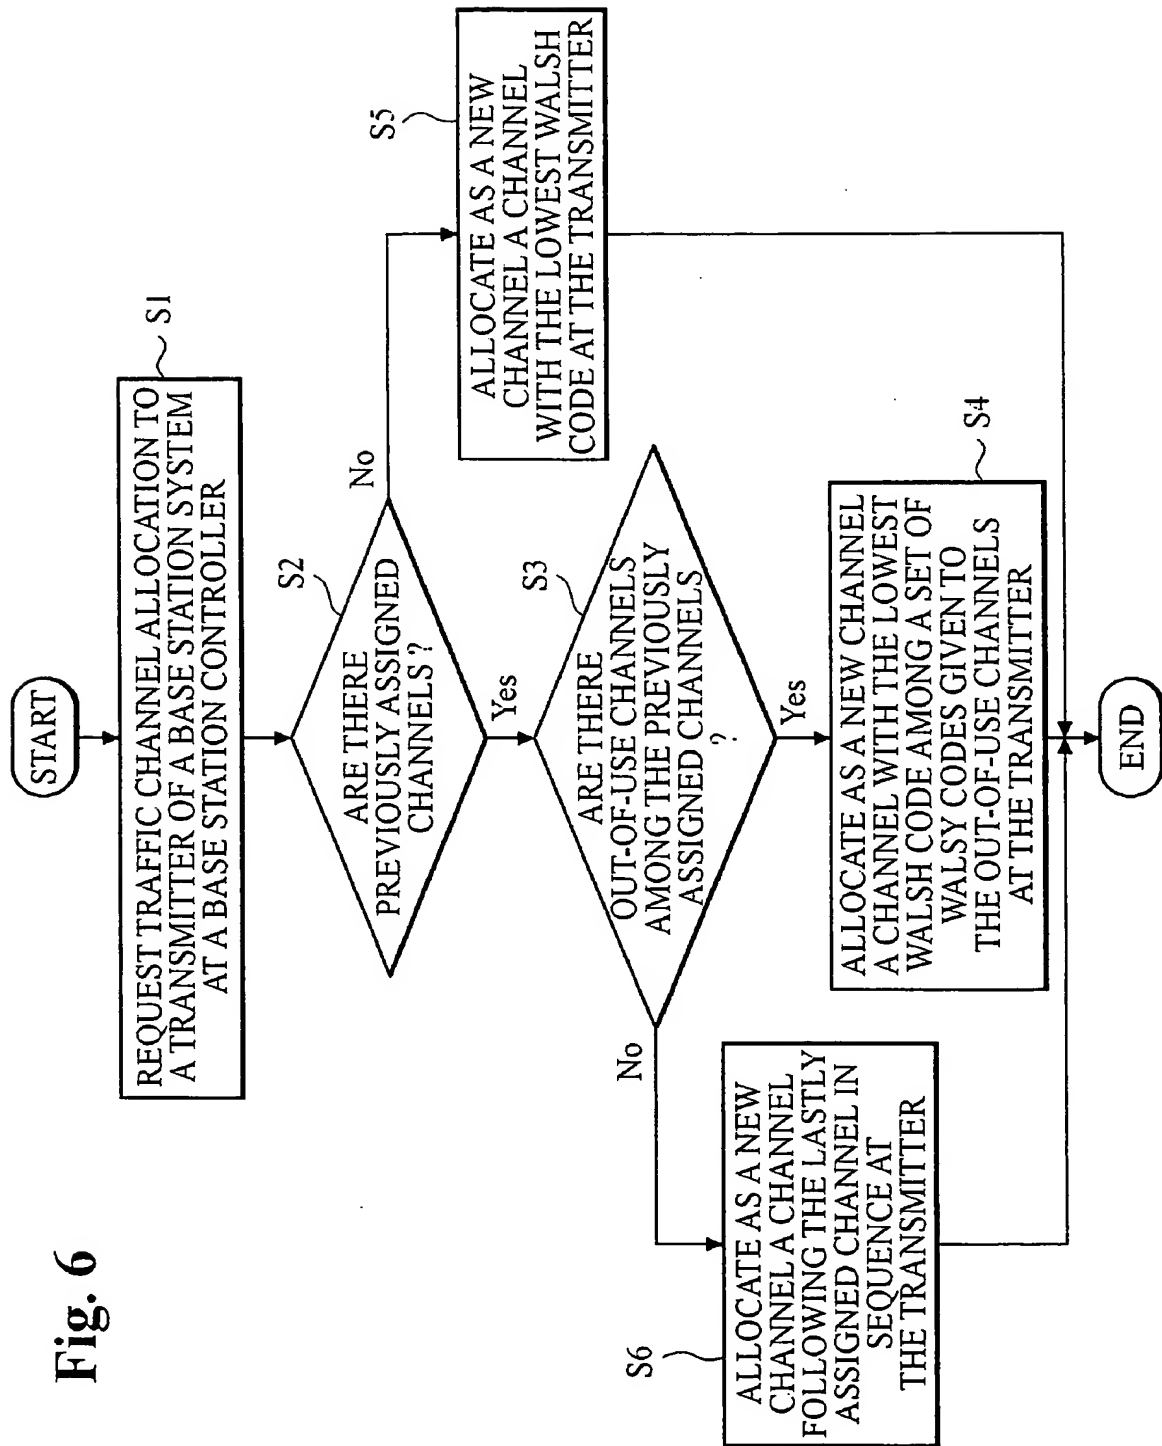 Fig. 6
START
REQUEST TRAFFIC CHANNEL ALLOCATION TO
A TRANSMITTER OF A BASE STATION SYSTEM
AT A BASE STATION CONTROLLER
S1
ARE THERE
PREVIOUSLY ASSIGNED
CHANNELS ?
S2
No
Yes
ALLOCATE AS A NEW
CHANNEL A CHANNEL
WITH THE LOWEST WALSH
CODE AT THE TRANSMITTER
S5
ARE THERE
OUT-OF-USE CHANNELS
AMONG THE PREVIOUSLY
ASSIGNED CHANNELS
?
S3
No
Yes
ALLOCATE AS A NEW
CHANNEL A CHANNEL
FOLLOWING THE LASTLY
ASSIGNED CHANNEL IN
SEQUENCE AT
THE TRANSMITTER
S6
ALLOCATE AS A NEW CHANNEL
A CHANNEL WITH THE LOWEST
WALSH CODE AMONG A SET OF
WALSY CODES GIVEN TO
THE OUT-OF-USE CHANNELS
AT THE TRANSMITTER
S4
END